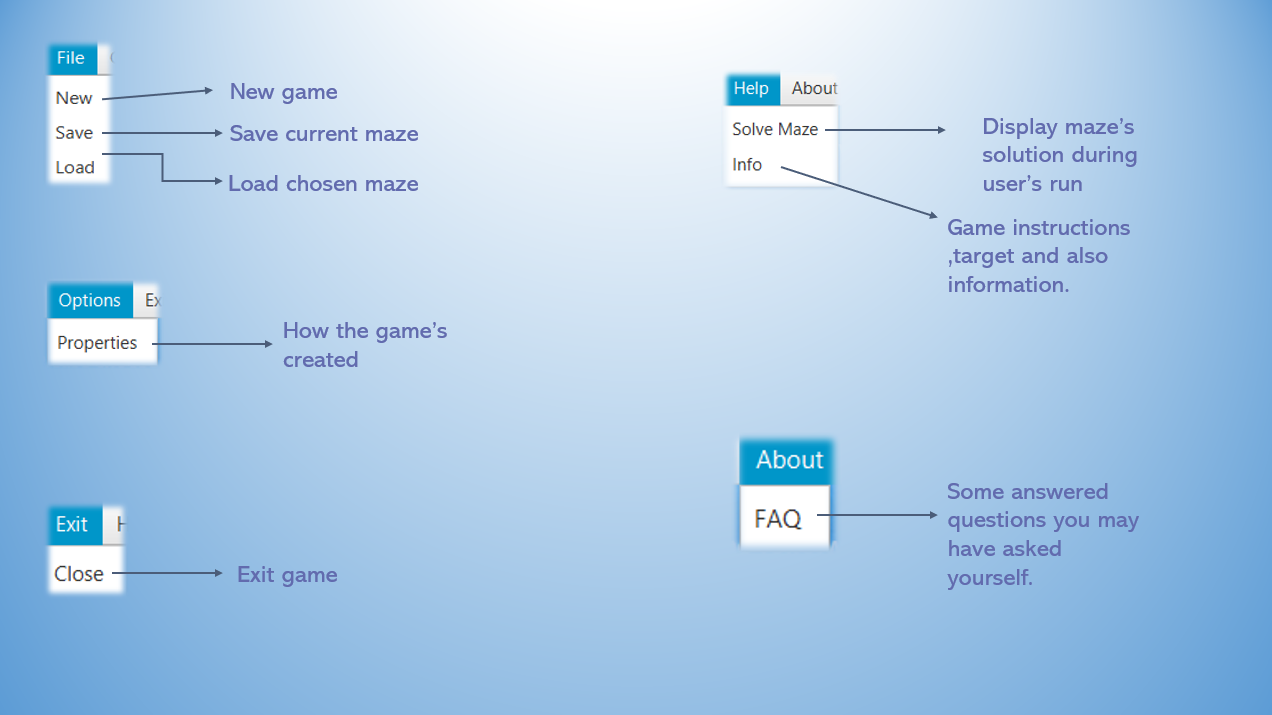 File
New
New game
Save
Save current maze
Load
Load chosen maze
Options Ex
Properties
How the game's
created
Exit
Close
Exit game
Help About
Solve Maze
Display maze's
solution during
user's run
Info
Game instructions
,target and also
information.
About
FAQ
Some answered
questions you may
have asked
yourself.